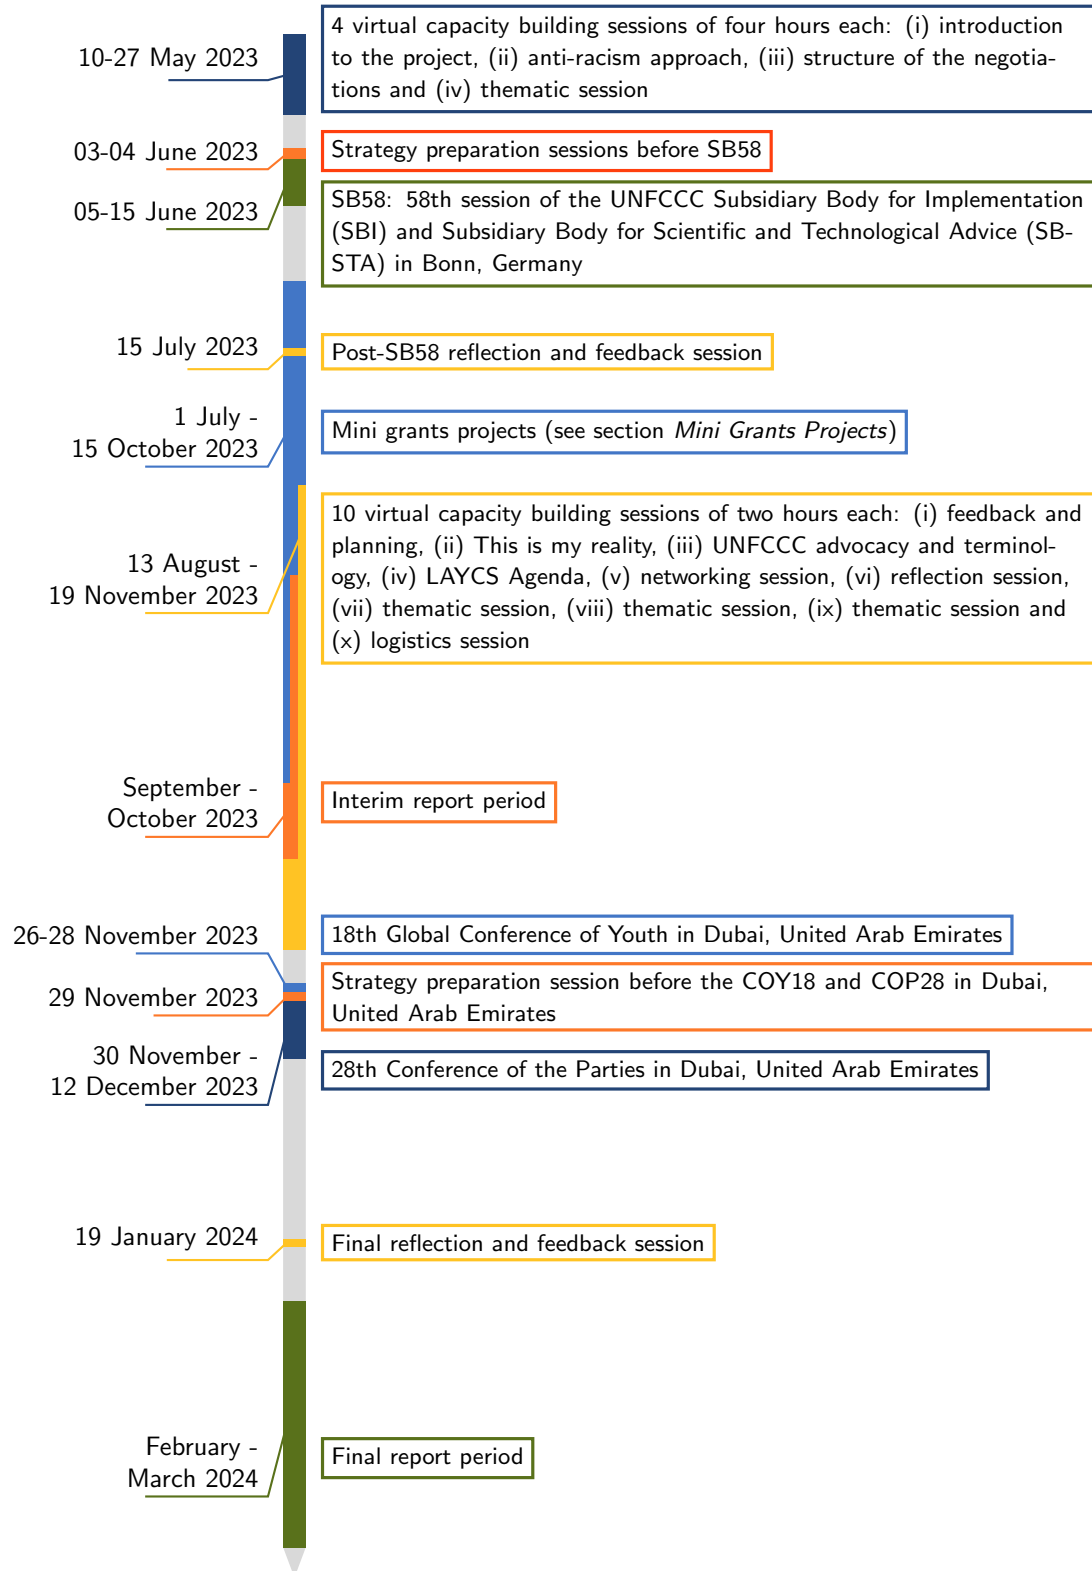 10-27 May 2023
4 virtual capacity building sessions of four hours each: (i) introduction
to the project, (ii) anti-racism approach, (iii) structure of the negotia-
tions and (iv) thematic session
03-04 June 2023
Strategy preparation sessions before SB58
05-15 June 2023
SB58: 58th session of the UNFCCC Subsidiary Body for Implementation
(SBI) and Subsidiary Body for Scientific and Technological Advice (SB-
STA) in Bonn, Germany
15 July 2023
Post-SB58 reflection and feedback session
1 July -
15 October 2023
Mini grants projects (see section Mini Grants Projects)
13 August -
19 November 2023
10 virtual capacity building sessions of two hours each: (i) feedback and
planning, (ii) This is my reality, (iii) UNFCCC advocacy and terminol-
ogy, (iv) LAYCS Agenda, (v) networking session, (vi) reflection session,
(vii) thematic session, (viii) thematic session, (ix) thematic session and
(x) logistics session
September -
October 2023
Interim report period
26-28 November 2023
18th Global Conference of Youth in Dubai, United Arab Emirates
29 November 2023
Strategy preparation session before the COY18 and COP28 in Dubai,
United Arab Emirates
30 November -
12 December 2023
28th Conference of the Parties in Dubai, United Arab Emirates
19 January 2024
Final reflection and feedback session
February -
March 2024
Final report period